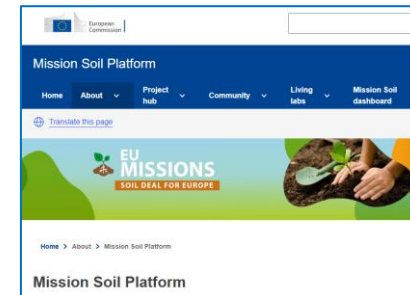 European
Commission
Mission Soil Platform
Home About Project hub Community Living labs Mission Soil dashboard
Translate this page
EU
MISSIONS
SOIL DEAL FOR EUROPE
Home > About > Mission Soil Platform
Mission Soil Platform